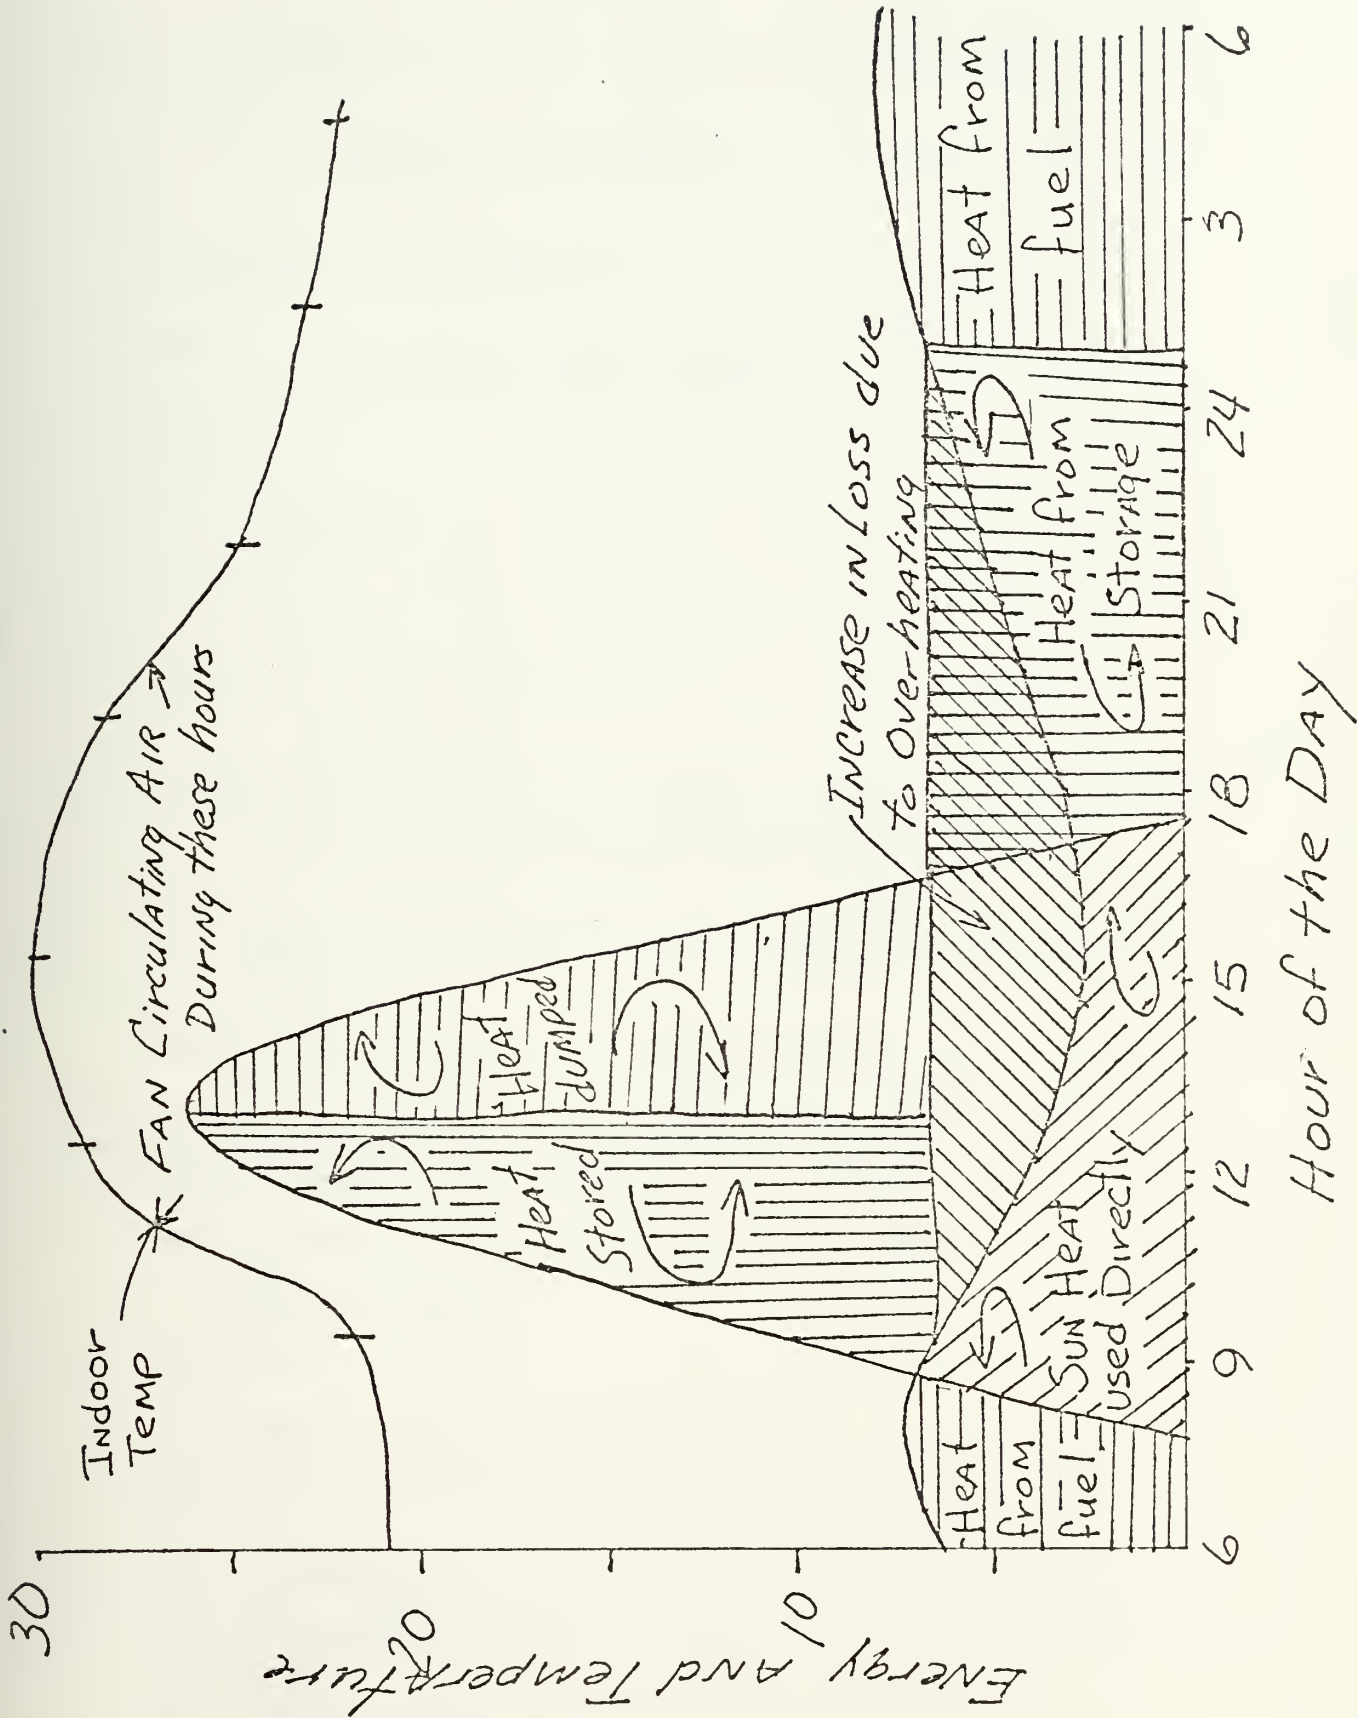 Energy And Temperature
30
20
10
Indoor
Temp
Fan Circulating Air
During these hours
Heat
Stored
Heat
dumped
Increase in Loss due
to Over-heating
Heat
from
fuel
Sun Heat
used Directly
Heat from
Storage
Heat from
fuel
6
9
12
15
18
21
24
3
6
Hour of the Day